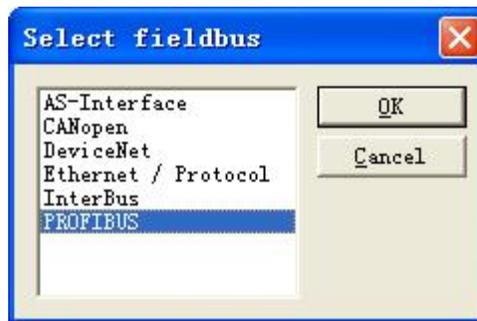 Select fieldbus
AS-Interface
CANopen
DeviceNet
Ethernet / Protocol
InterBus
PROFIBUS
OK
Cancel